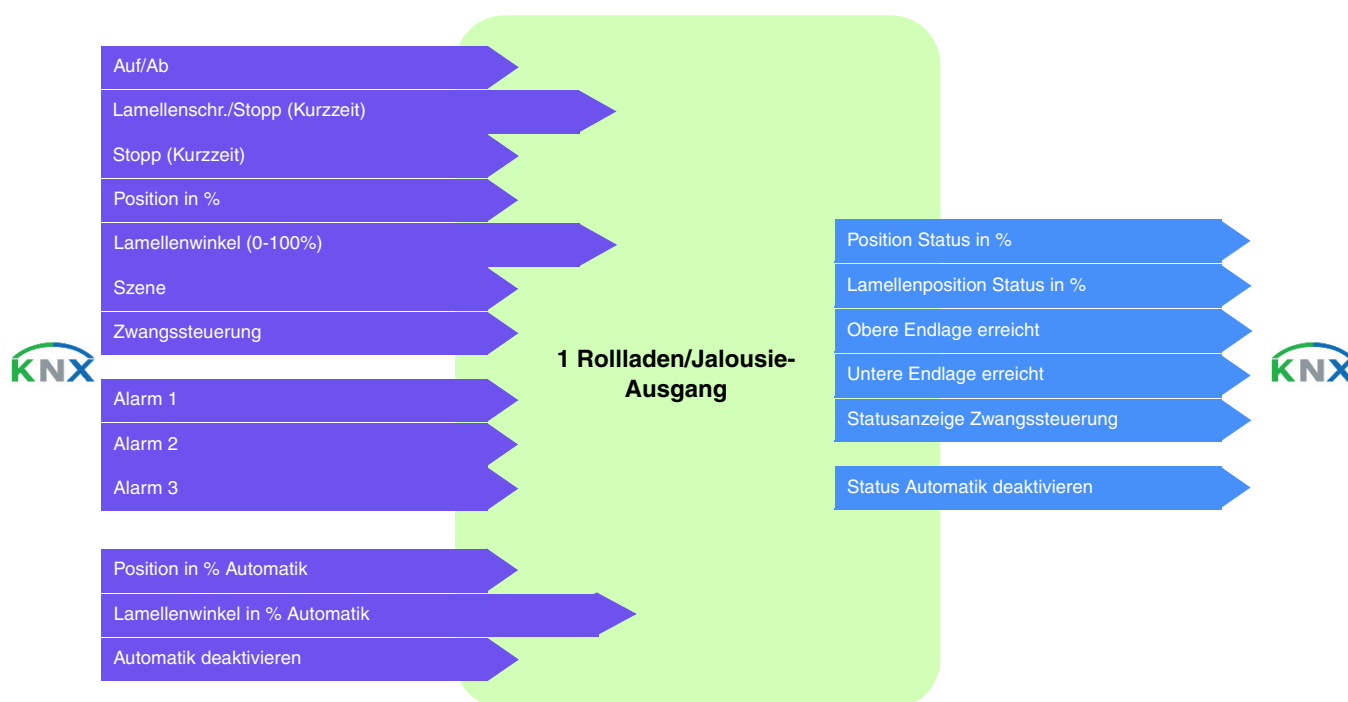 Auf/Ab
Lamellenschr./Stopp (Kurzzeit)
Stopp (Kurzzeit)
Position in %
Lamellenwinkel (0-100%)
Szene
Zwangssteuerung
KNX
Alarm 1
Alarm 2
Alarm 3
Position in % Automatik
Lamellenwinkel in % Automatik
Automatik deaktivieren
1 Rollladen/Jalousie-
Ausgang
Position Status in %
Lamellenposition Status in %
Obere Endlage erreicht
Untere Endlage erreicht
Statusanzeige Zwangssteuerung
Status Automatik deaktivieren
KNX